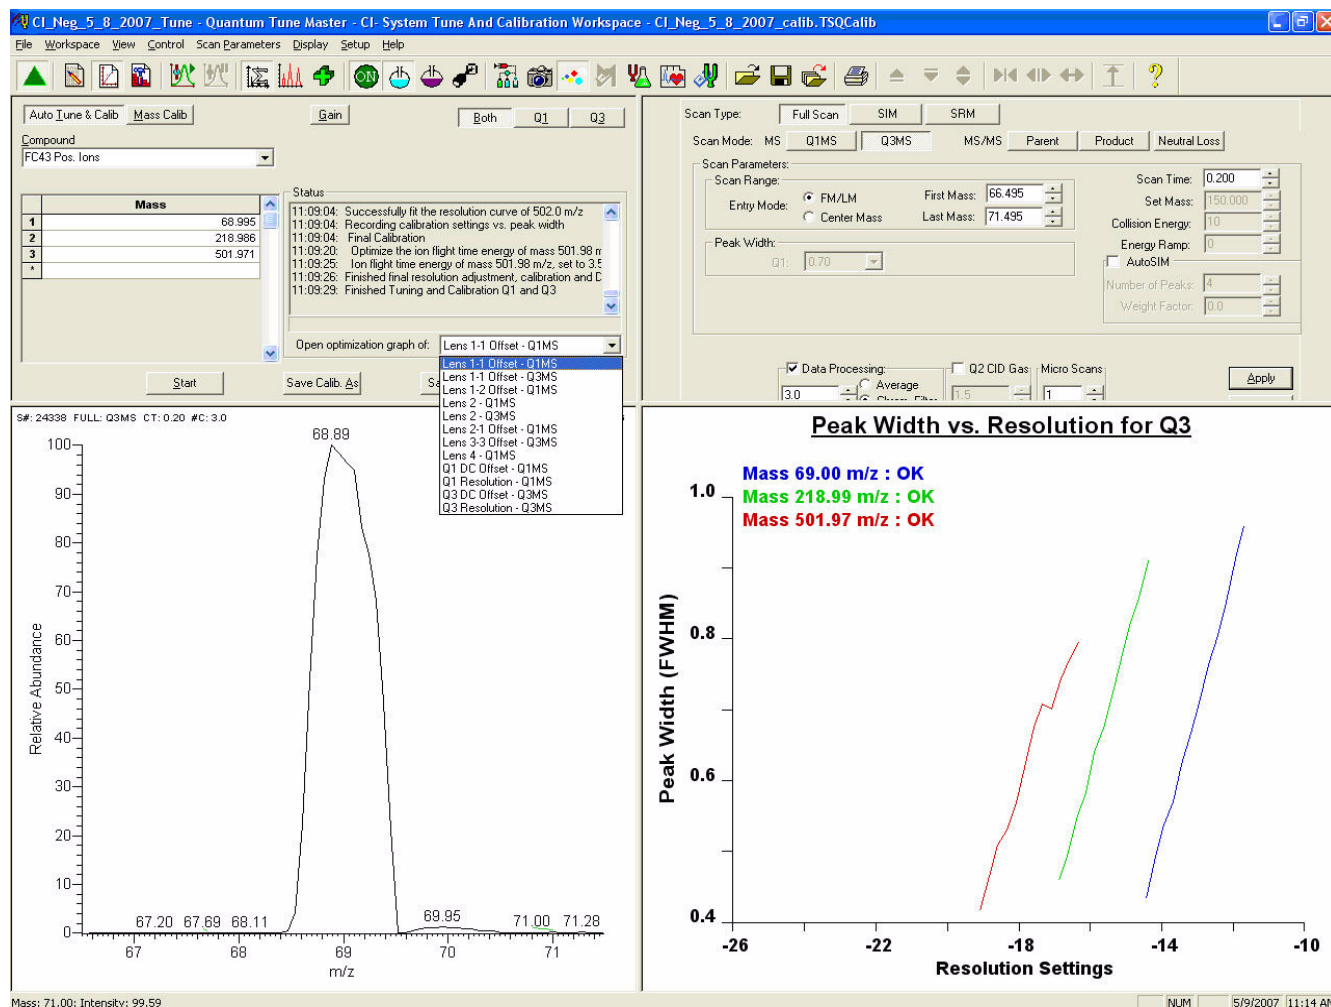 CI_Neg_5_8_2007_Tune - Quantum Tune Master - CI- System Tune And Calibration Workspace - CI_Neg_5_8_2007_calib.TSQCalib
File Workspace View Control Scan Parameters Display Setup Help
ON
Auto Tune & Calib Mass Calib Gain Both Q1 Q3
Compound
FC43 Pos. Ions
Mass
1 68.995
2 218.986
3 501.971
*
Status
11:09:04: Successfully fit the resolution curve of 502.0 m/z
11:09:04: Recording calibration settings vs. peak width
11:09:04: Final Calibration
11:09:20: Optimize the ion flight time energy of mass 501.98 m
11:09:25: Ion flight time energy of mass 501.98 m/z, set to 3.5
11:09:26: Finished final resolution adjustment, calibration and D
11:09:29: Finished Tuning and Calibration Q1 and Q3
Open optimization graph of: Lens 1-1 Offset - Q1MS
Lens 1-1 Offset - Q1MS
Lens 1-1 Offset - Q3MS
Lens 1-2 Offset - Q1MS
Lens 2 - Q1MS
Lens 2 - Q3MS
Lens 2-1 Offset - Q1MS
Lens 3-3 Offset - Q3MS
Lens 4 - Q1MS
Q1 DC Offset - Q1MS
Q1 Resolution - Q1MS
Q3 DC Offset - Q3MS
Q3 Resolution - Q3MS
Start Save Calib. As Sa
Scan Type: Full Scan SIM SRM
Scan Mode: MS Q1MS Q3MS MS/MS Parent Product Neutral Loss
Scan Parameters:
Scan Range:
Entry Mode: FM/LM Center Mass
First Mass: 66.495
Last Mass: 71.495
Peak Width:
Q1: 0.70
Scan Time: 0.200
Set Mass: 150.000
Collision Energy: 10
Energy Ramp: 0
AutoSIM
Number of Peaks: 4
Weight Factor: 0.0
Data Processing: Q2 CID Gas: Micro Scans
3.0 Average 1.5 1 Apply
Chrom. Filter
S#: 24338 FULL: Q3MS CT: 0.20 #C: 3.0
100
90
80
70
60
50
40
30
20
10
0
Relative Abundance
68.89
67.20 67.69 68.11 69.95 71.00 71.28
67 68 69 70 71
m/z
Peak Width vs. Resolution for Q3
Mass 69.00 m/z : OK
Mass 218.99 m/z : OK
Mass 501.97 m/z : OK
1.0
0.8
0.6
0.4
Peak Width (FWHM)
-26 -22 -18 -14 -10
Resolution Settings
Mass: 71.00: Intensity: 99.59 NUM 5/9/2007 11:14 AM